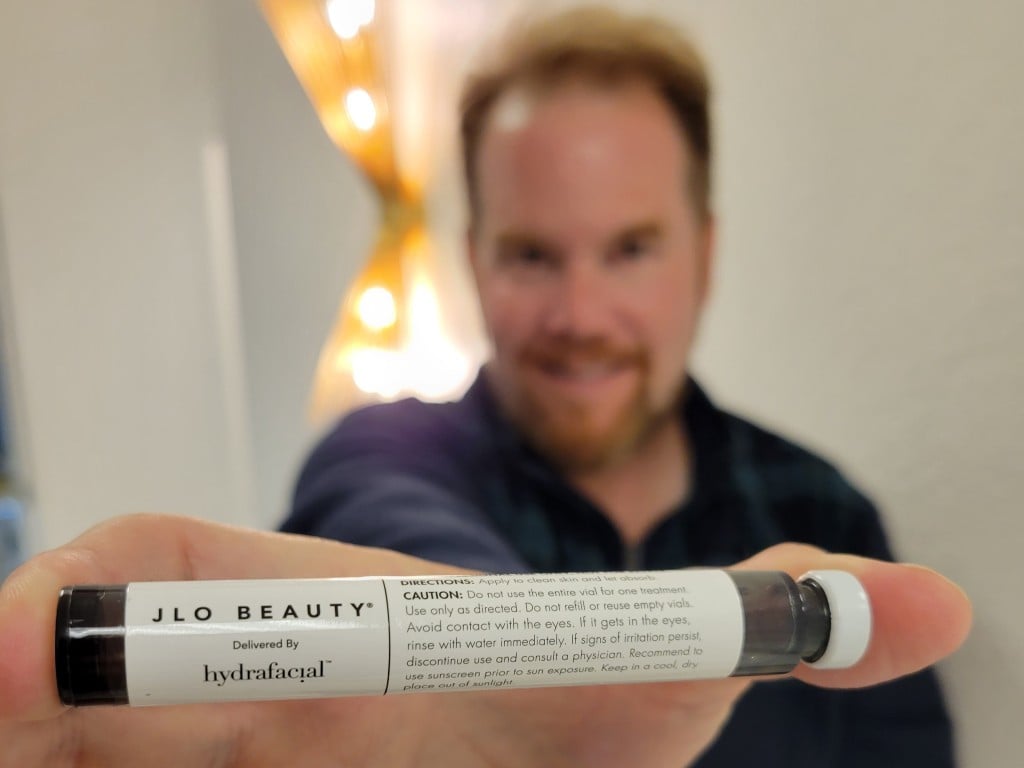 JLO BEAUTY®
Delivered By
hydrafacial™
DIRECTIONS: Apply to clean skin and let absorb.
CAUTION: Do not use the entire vial for one treatment.
Use only as directed. Do not refill or reuse empty vials.
Avoid contact with the eyes. If it gets in the eyes,
rinse with water immediately. If signs of irritation persist,
discontinue use and consult a physician. Recommend to
use sunscreen prior to sun exposure. Keep in a cool, dry
place out of sunlight.